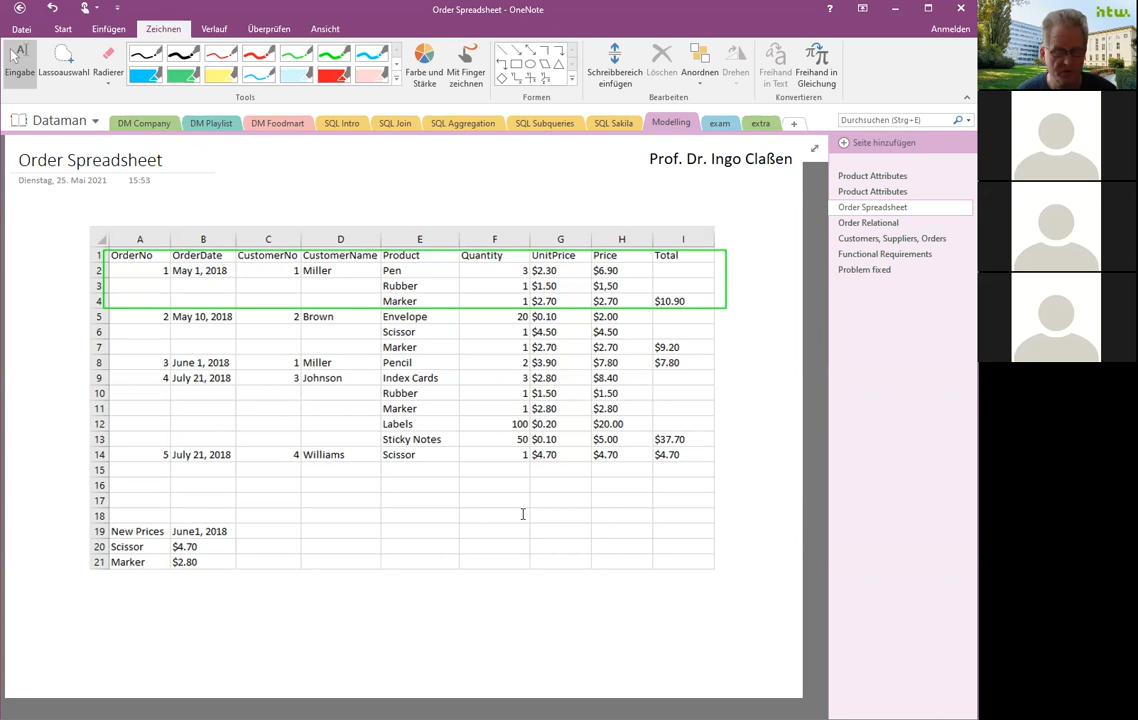 Order Spreadsheet - OneNote
Anmelden
htw
Datei Start Einfügen Zeichnen Verlauf Überprüfen Ansicht
Eingabe Lassoauswahl Radierer
Farbe und Stärke
Mit Finger zeichnen
Schreibbereich einfügen
Löschen Anordnen Drehen
Freihand in Text
Freihand in Gleichung
Tools Formen Bearbeiten Konvertieren
Dataman DM Company DM Playlist DM Foodmart SQL Intro SQL Join SQL Aggregation SQL Subqueries SQL Sakila Modelling exam extra
Durchsuchen (Strg+E)
Seite hinzufügen
Product Attributes
Product Attributes
Order Spreadsheet
Order Relational
Customers, Suppliers, Orders
Functional Requirements
Problem fixed
Order Spreadsheet
Prof. Dr. Ingo Claßen
Dienstag, 25. Mai 2021 15:53
A B C D E F G H I
1 OrderNo OrderDate CustomerNo CustomerName Product Quantity UnitPrice Price Total
2 1 May 1, 2018 1 Miller Pen 3 $2.30 $6.90
3 Rubber 1 $1.50 $1,50
4 Marker 1 $2.70 $2.70 $10.90
5 2 May 10, 2018 2 Brown Envelope 20 $0.10 $2.00
6 Scissor 1 $4.50 $4.50
7 Marker 1 $2.70 $2.70 $9.20
8 3 June 1, 2018 1 Miller Pencil 2 $3.90 $7.80 $7.80
9 4 July 21, 2018 3 Johnson Index Cards 3 $2.80 $8.40
10 Rubber 1 $1.50 $1.50
11 Marker 1 $2.80 $2.80
12 Labels 100 $0.20 $20.00
13 Sticky Notes 50 $0.10 $5.00 $37.70
14 5 July 21, 2018 4 Williams Scissor 1 $4.70 $4.70 $4.70
15
16
17
18
19 New Prices June1, 2018
20 Scissor $4.70
21 Marker $2.80